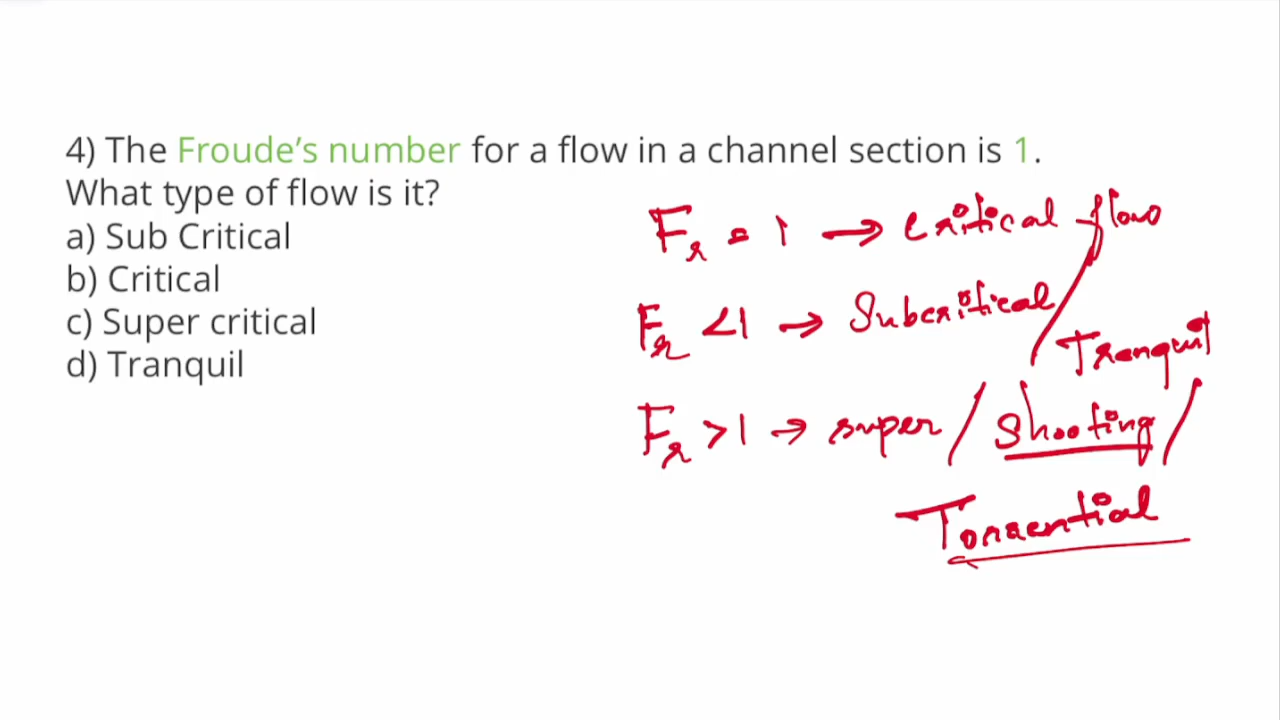 4) The Froude's number for a flow in a channel section is 1.
What type of flow is it?
a) Sub Critical
b) Critical
c) Super critical
d) Tranquil
Fr = 1 → critical flow
Fr < 1 → Subcritical /
Tranquil
Fr > 1 → super / Shooting /
Torrential